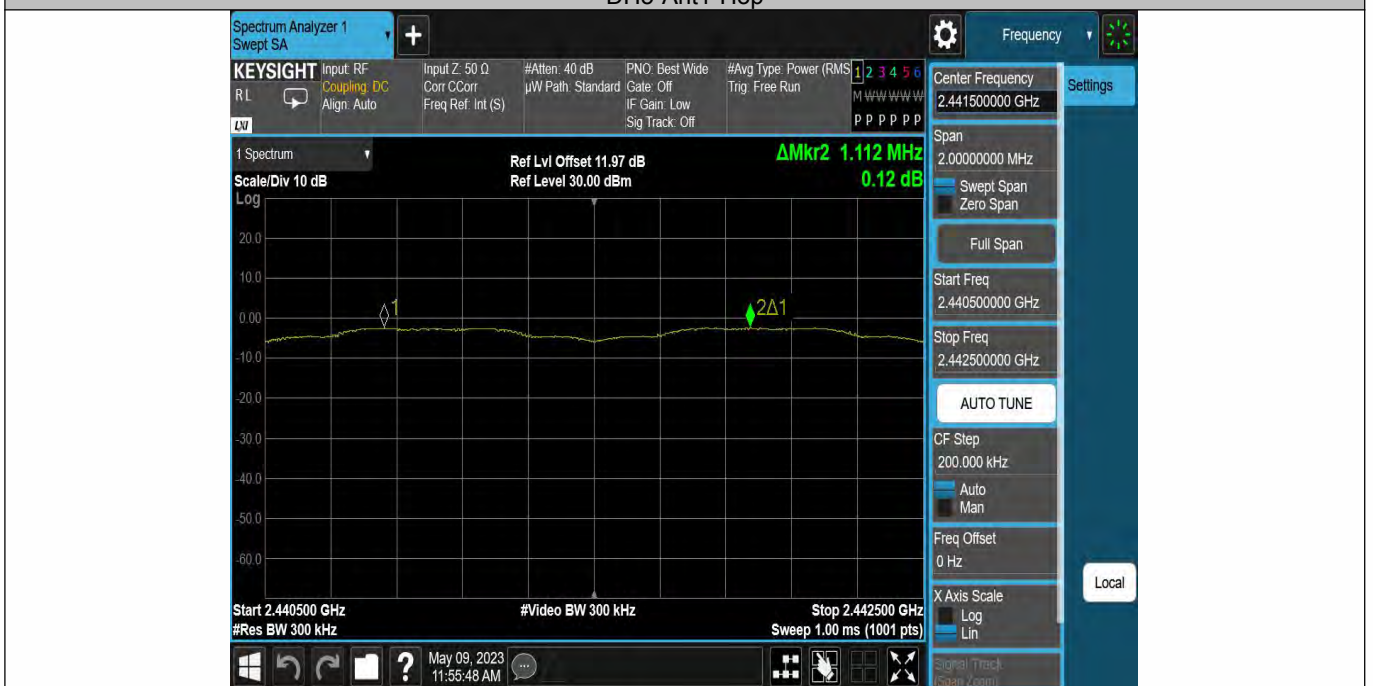 Spectrum Analyzer 1
Swept SA
+
Frequency
KEYSIGHT
RL
LXI
Input: RF
Coupling: DC
Align: Auto
Input Z: 50 Ω
Corr CCorr
Freq Ref: Int (S)
#Atten: 40 dB
µW Path: Standard
PNO: Best Wide
Gate: Off
IF Gain: Low
Sig Track: Off
#Avg Type: Power (RMS
Trig: Free Run
1 2 3 4 5 6
M W W W W W
P P P P P P
Center Frequency
2.441500000 GHz
Settings
Span
2.00000000 MHz
Swept Span
Zero Span
Full Span
Start Freq
2.440500000 GHz
Stop Freq
2.442500000 GHz
AUTO TUNE
CF Step
200.000 kHz
Auto
Man
Freq Offset
0 Hz
X Axis Scale
Log
Lin
Signal Track
(Span Zoom)
Local
1 Spectrum
Scale/Div 10 dB
Log
Ref Lvl Offset 11.97 dB
Ref Level 30.00 dBm
ΔMkr2 1.112 MHz
0.12 dB
20.0
10.0
0.00
-10.0
-20.0
-30.0
-40.0
-50.0
-60.0
1
2Δ1
Start 2.440500 GHz
#Res BW 300 kHz
#Video BW 300 kHz
Stop 2.442500 GHz
Sweep 1.00 ms (1001 pts)
?
May 09, 2023
11:55:48 AM